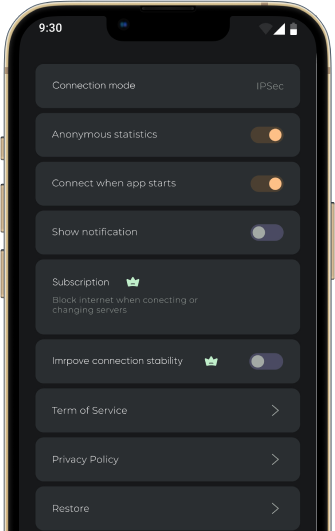 9:30
Connection mode
IPSec
Anonymous statistics
Connect when app starts
Show notification
Subscription
Block internet when conecting or
changing servers
Imrpove connection stability
Term of Service
Privacy Policy
Restore